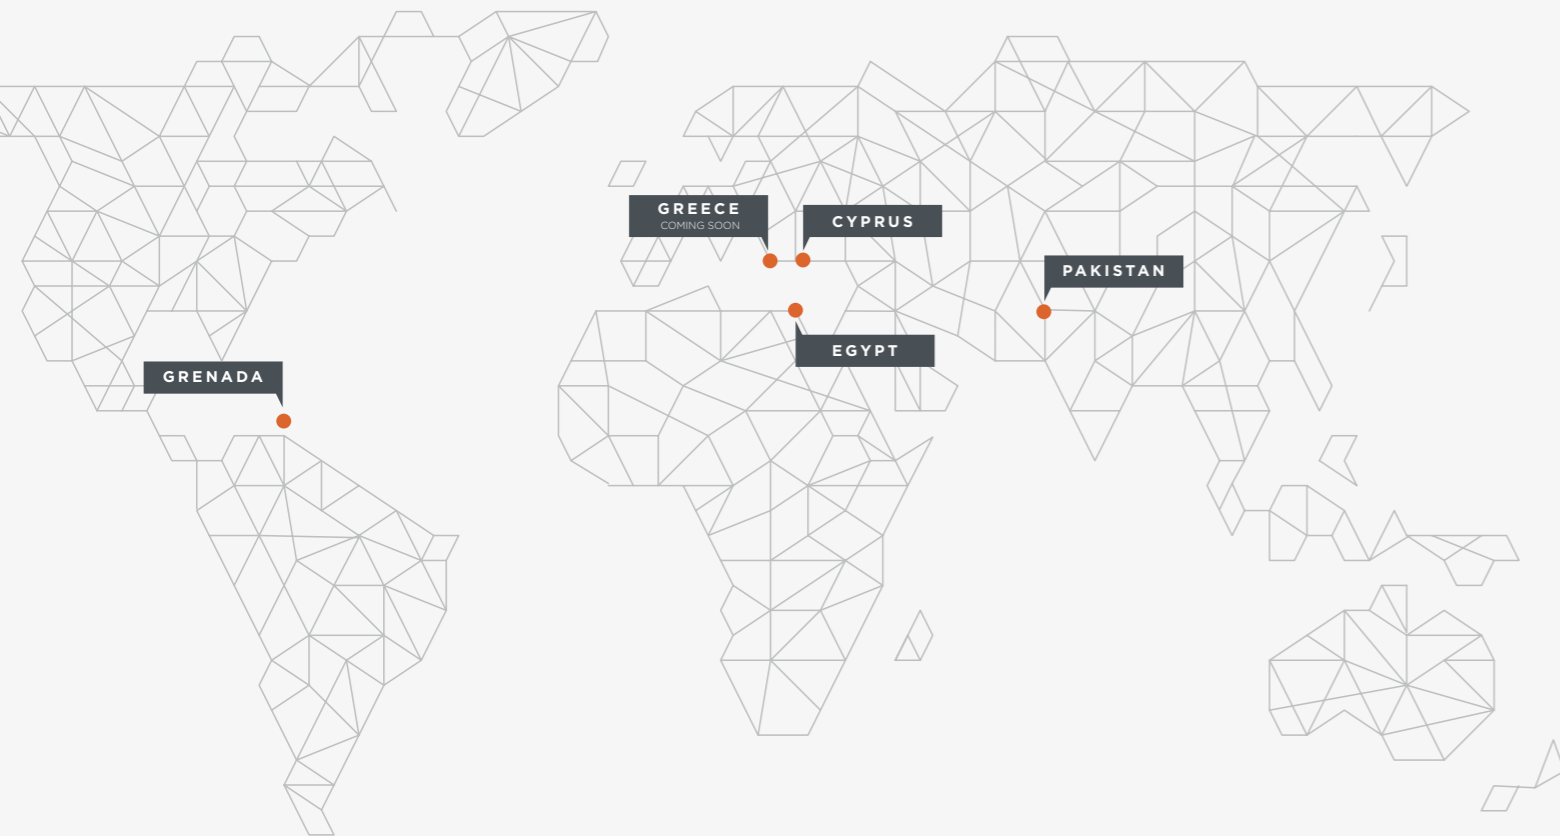 GREECE
COMING SOON
CYPRUS
PAKISTAN
EGYPT
GRENADA